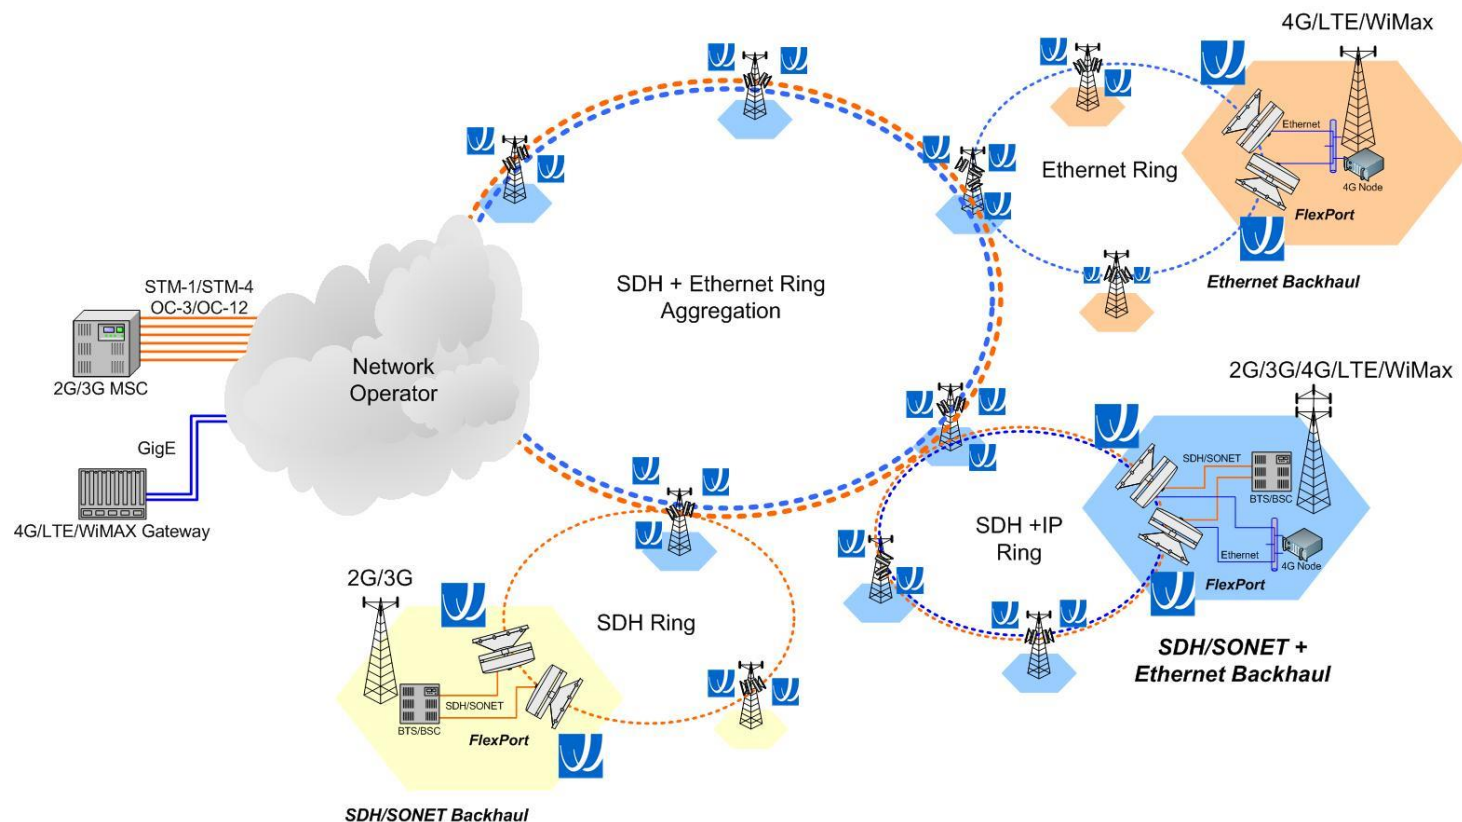 4G/LTE/WiMax
Ethernet
4G Node
FlexPort
Ethernet Ring
Ethernet Backhaul
SDH + Ethernet Ring
Aggregation
STM-1/STM-4
OC-3/OC-12
2G/3G MSC
Network
Operator
GigE
4G/LTE/WiMAX Gateway
2G/3G/4G/LTE/WiMax
SDH/SONET
BTS/BSC
SDH +IP
Ring
Ethernet
4G Node
FlexPort
SDH/SONET +
Ethernet Backhaul
2G/3G
SDH Ring
SDH/SONET
BTS/BSC
FlexPort
SDH/SONET Backhaul